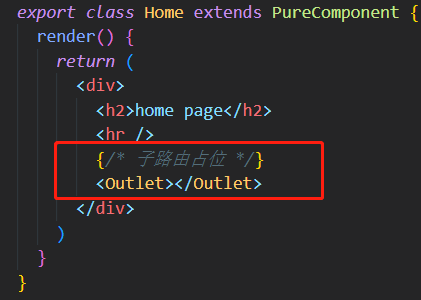 export class Home extends PureComponent {
render() {
return (
<div>
<h2>home page</h2>
<hr />
{/* 子路由占位 */}
<Outlet></Outlet>
</div>
)
}
}